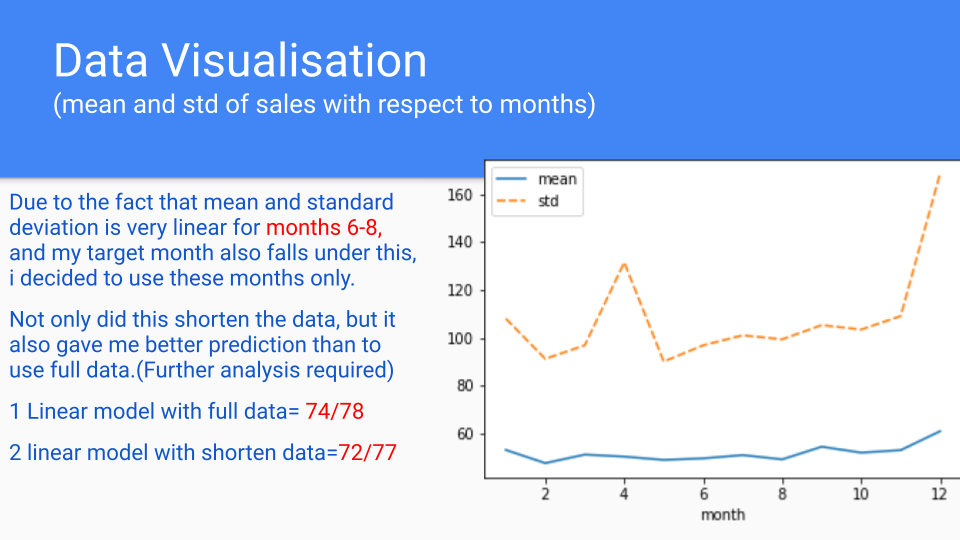 Data Visualisation
(mean and std of sales with respect to months)
Due to the fact that mean and standard
deviation is very linear for months 6-8,
and my target month also falls under this,
i decided to use these months only.
Not only did this shorten the data, but it
also gave me better prediction than to
use full data.(Further analysis required)
1 Linear model with full data= 74/78
2 linear model with shorten data=72/77
mean
std
160
140
120
100
80
60
2 4 6 8 10 12
month